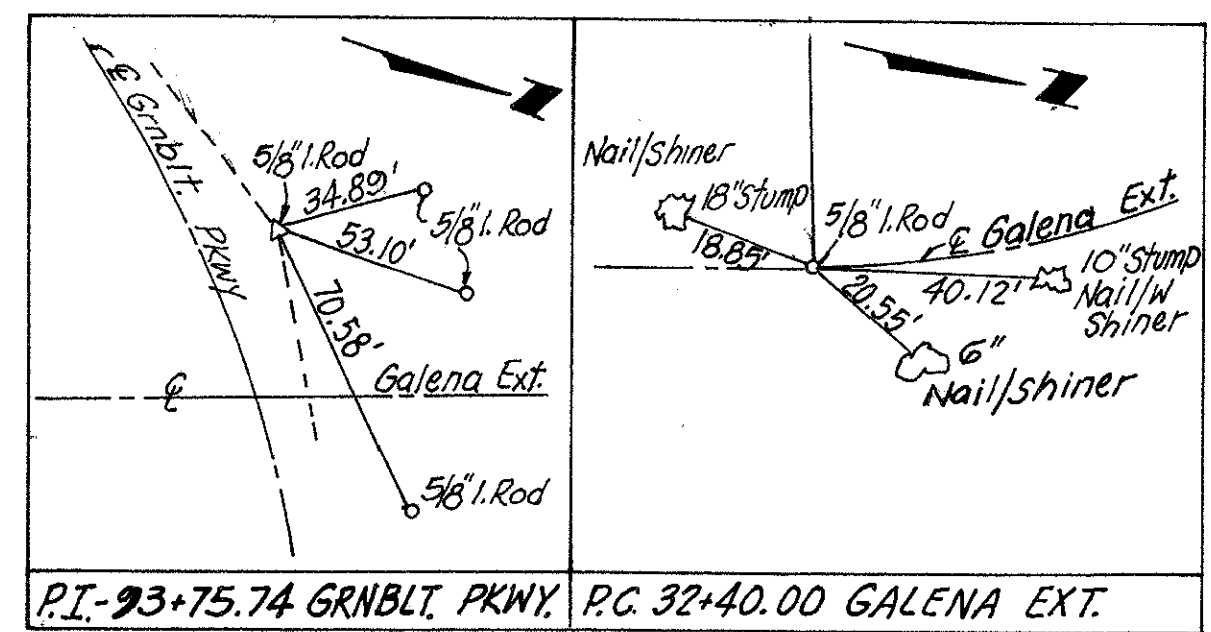 ℄ Grnblt. PKWY
5/8" I.Rod
34.89'
5/8" I. Rod
53.10'
70.58'
Galena Ext.
℄
5/8" I.Rod
P.I.-93+75.74 GRNBLT. PKWY.
N
Nail/Shiner
18" Stump
18.85'
5/8" I.Rod
℄ Galena Ext.
40.12'
10" Stump
Nail/W
Shiner
20.55'
6"
Nail/Shiner
N
P.C. 32+40.00 GALENA EXT.